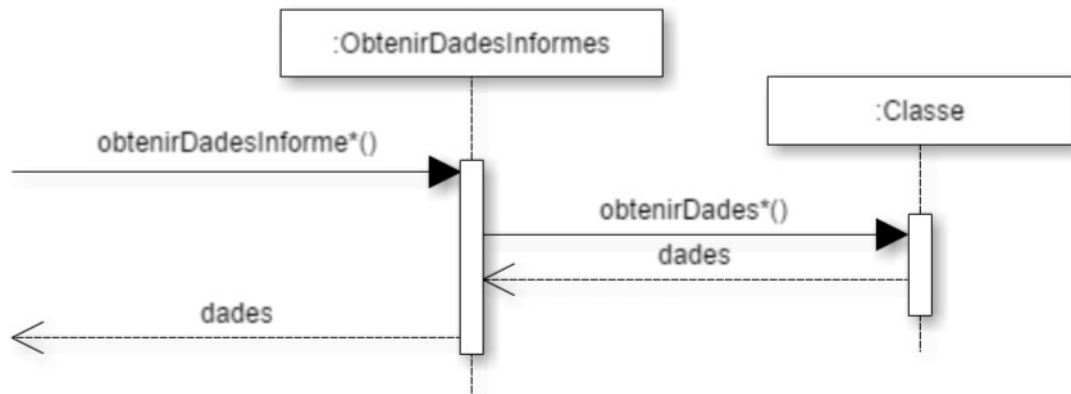 :ObtenirDadesInformes
:Classe
obtenirDadesInforme*()
obtenirDades*()
dades
dades